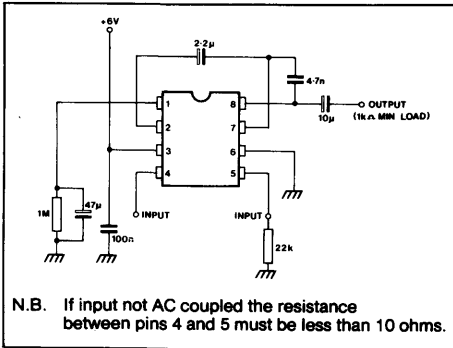 +6V
2·2µ
4·7n
1
8
10µ
OUTPUT
(1kΩ MIN LOAD)
2
7
3
6
4
5
1M
47µ
100n
INPUT
INPUT
22k
N.B. If input not AC coupled the resistance
between pins 4 and 5 must be less than 10 ohms.